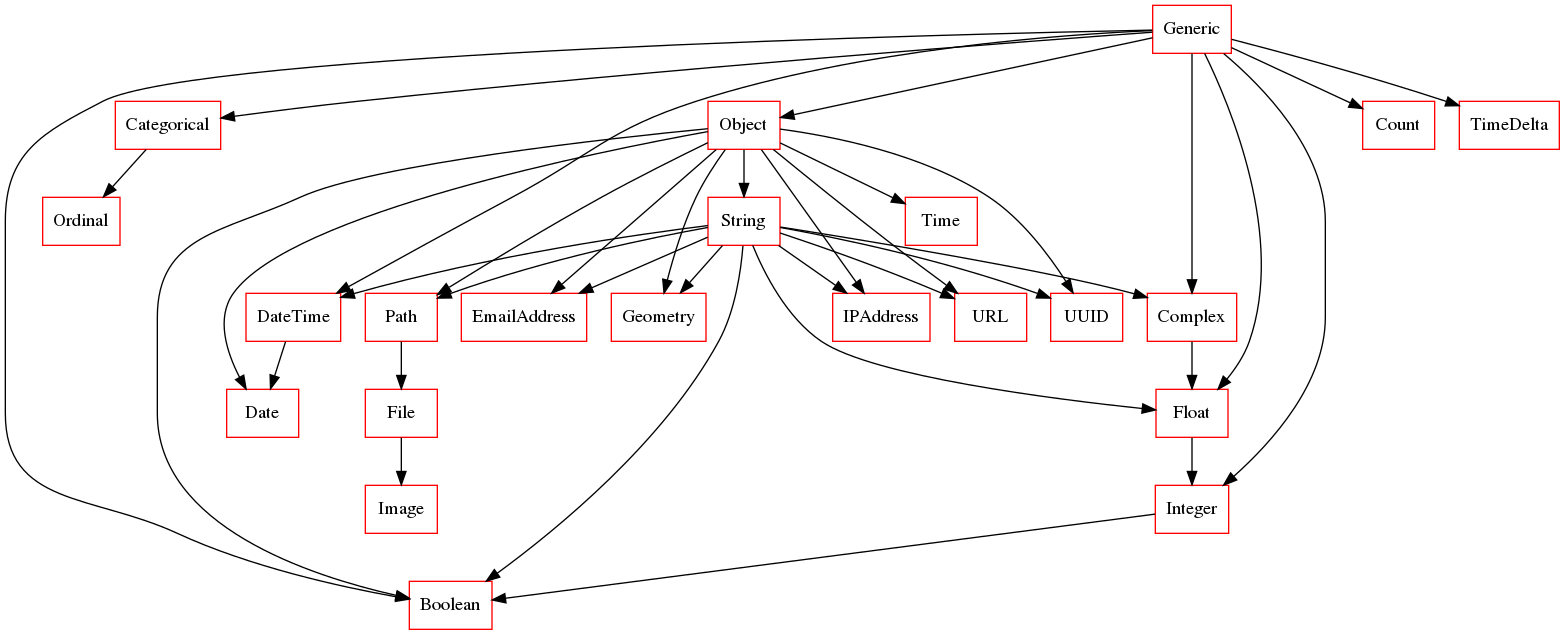 Generic
Categorical
Object
Count
TimeDelta
Ordinal
String
Time
DateTime
Path
EmailAddress
Geometry
IPAddress
URL
UUID
Complex
Date
File
Float
Image
Integer
Boolean